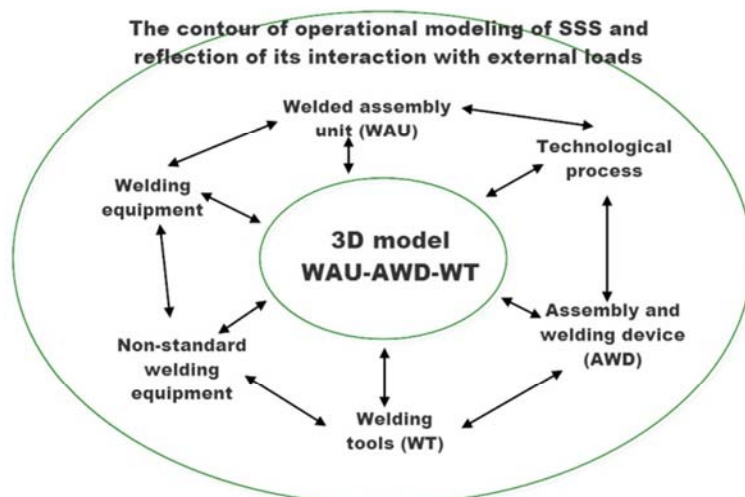 The contour of operational modeling of SSS and
reflection of its interaction with external loads
Welded assembly
unit (WAU)
Technological
process
Welding
equipment
3D model
WAU-AWD-WT
Assembly and
welding device
(AWD)
Non-standard
welding
equipment
Welding
tools (WT)